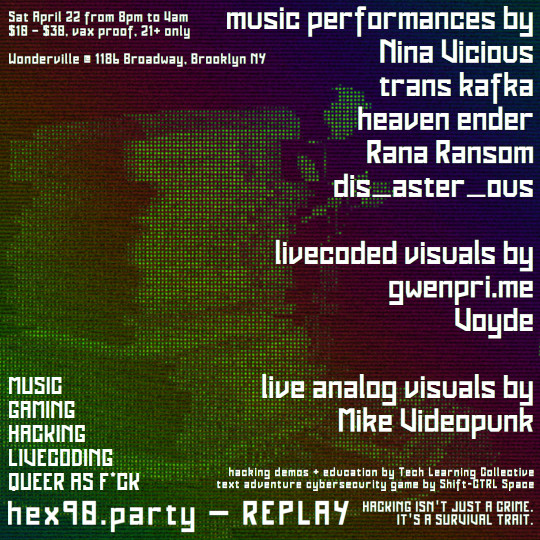 Sat April 22 from 8pm to 4am
$18 - $38, vax proof, 21+ only
Wonderville @ 1186 Broadway, Brooklyn NY
music performances by
Nina Vicious
trans kafka
heaven ender
Rana Ransom
dis_aster_ous
livecoded visuals by
gwenpri.me
Voyde
live analog visuals by
Mike Videopunk
MUSIC
GAMING
HACKING
LIVECODING
QUEER AS F*CK
hacking demos + education by Tech Learning Collective
text adventure cybersecurity game by Shift-CTRL Space
hex98.party — REPLAY
HACKING ISN'T JUST A CRIME.
IT'S A SURVIVAL TRAIT.